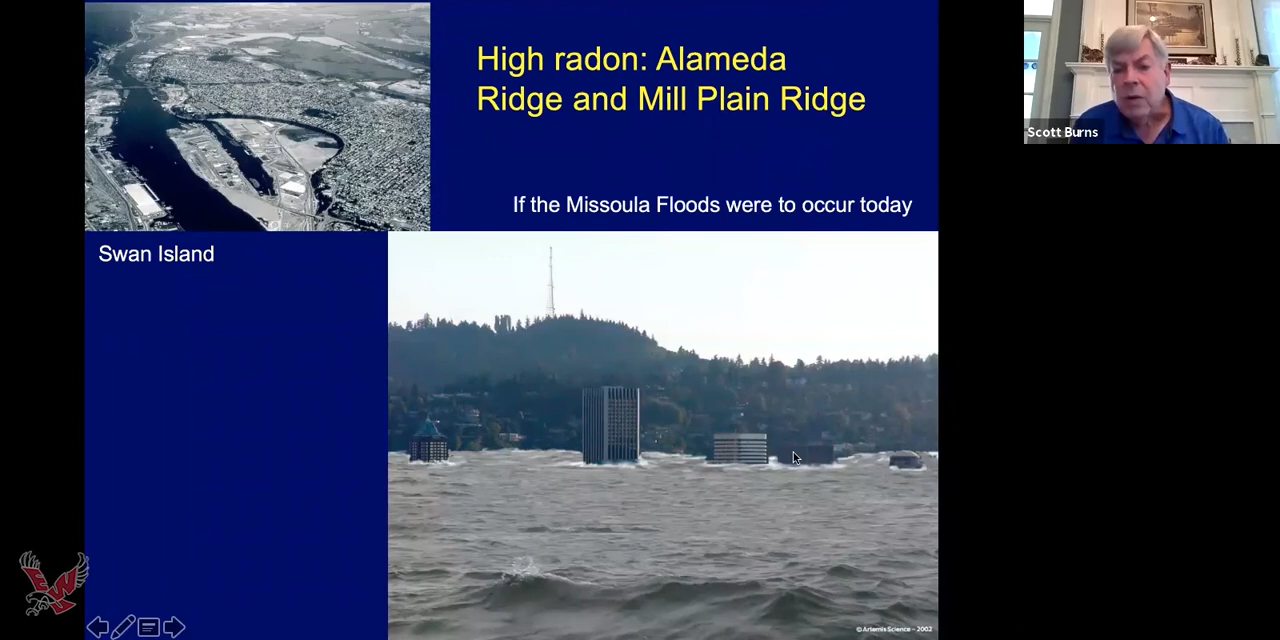 High radon: Alameda
Ridge and Mill Plain Ridge
If the Missoula Floods were to occur today
Swan Island
Scott Burns
©Artemis Science - 2002